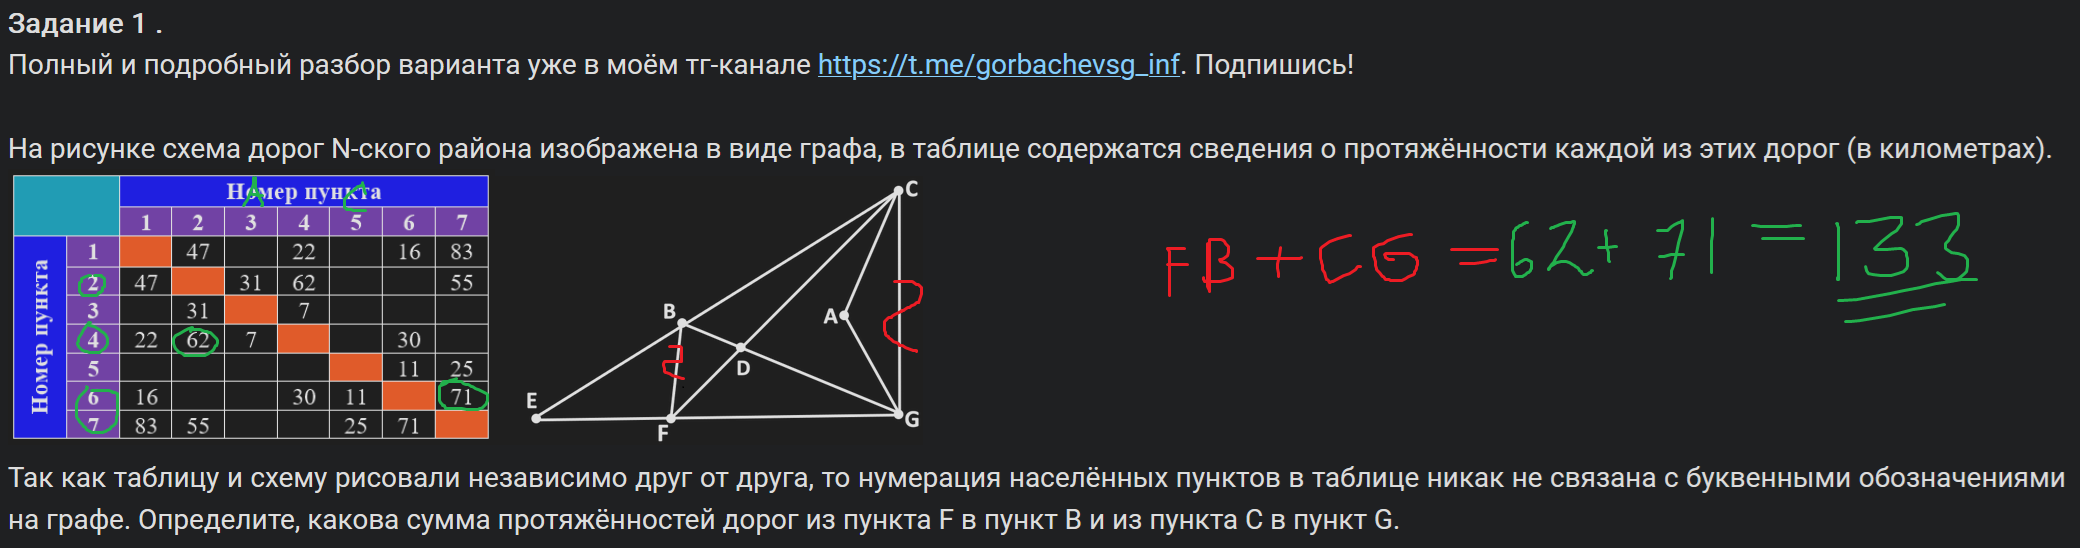 Задание 1 .
Полный и подробный разбор варианта уже в моём тг-канале https://t.me/gorbachevsg_inf. Подпишись!
На рисунке схема дорог N-ского района изображена в виде графа, в таблице содержатся сведения о протяжённости каждой из этих дорог (в километрах).
Номер пункта
A C
1 2 3 4 5 6 7
Номер пункта
1 47 22 16 83
2 47 31 62 55
3 31 7
4 22 62 7 30
5 11 25
6 16 30 11 71
7 83 55 25 71
C
B
A
D
E
F
G
FB + CG = 62 + 71 = 133
Так как таблицу и схему рисовали независимо друг от друга, то нумерация населённых пунктов в таблице никак не связана с буквенными обозначениями
на графе. Определите, какова сумма протяжённостей дорог из пункта F в пункт B и из пункта C в пункт G.